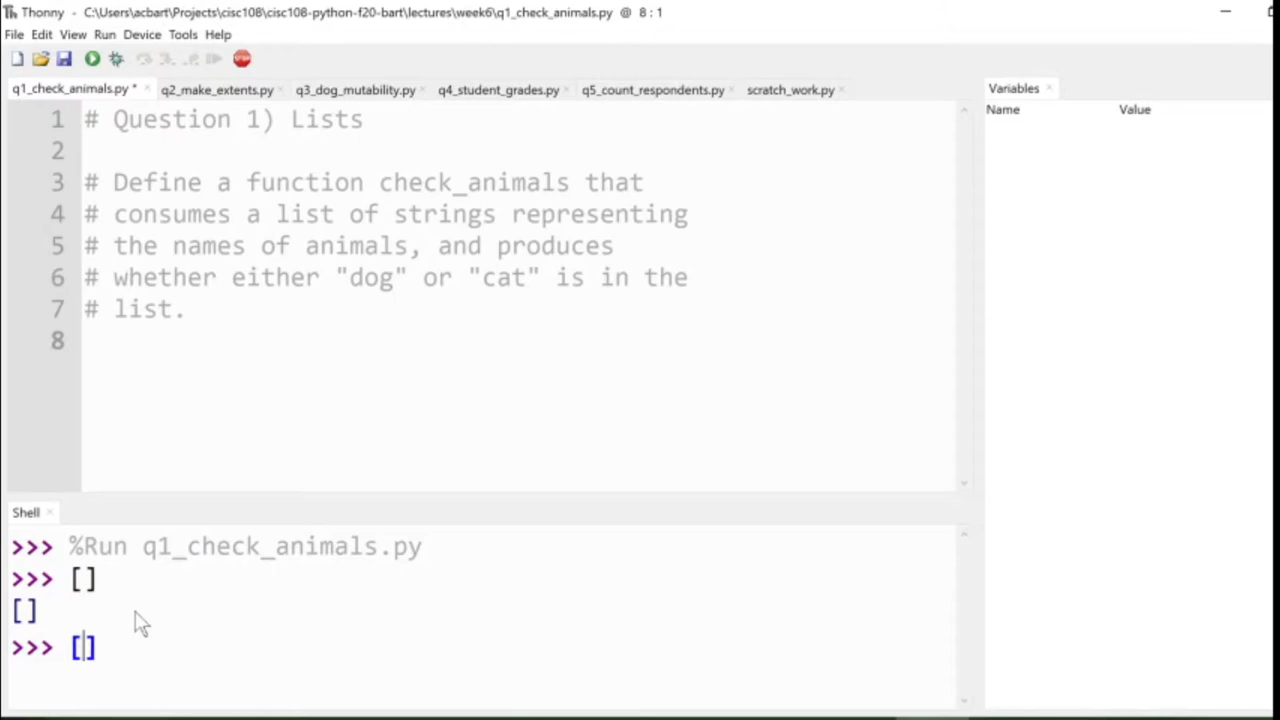 Thonny - C:\Users\acbart\Projects\cisc108\cisc108-python-f20-bart\lectures\week6\q1_check_animals.py @ 8 : 1
File Edit View Run Device Tools Help
STOP
q1_check_animals.py * × q2_make_extents.py × q3_dog_mutability.py × q4_student_grades.py × q5_count_respondents.py × scratch_work.py ×
Variables ×
Name Value
1 # Question 1) Lists
2
3 # Define a function check_animals that
4 # consumes a list of strings representing
5 # the names of animals, and produces
6 # whether either "dog" or "cat" is in the
7 # list.
8
Shell ×
>>> %Run q1_check_animals.py
>>> []
[]
>>> []